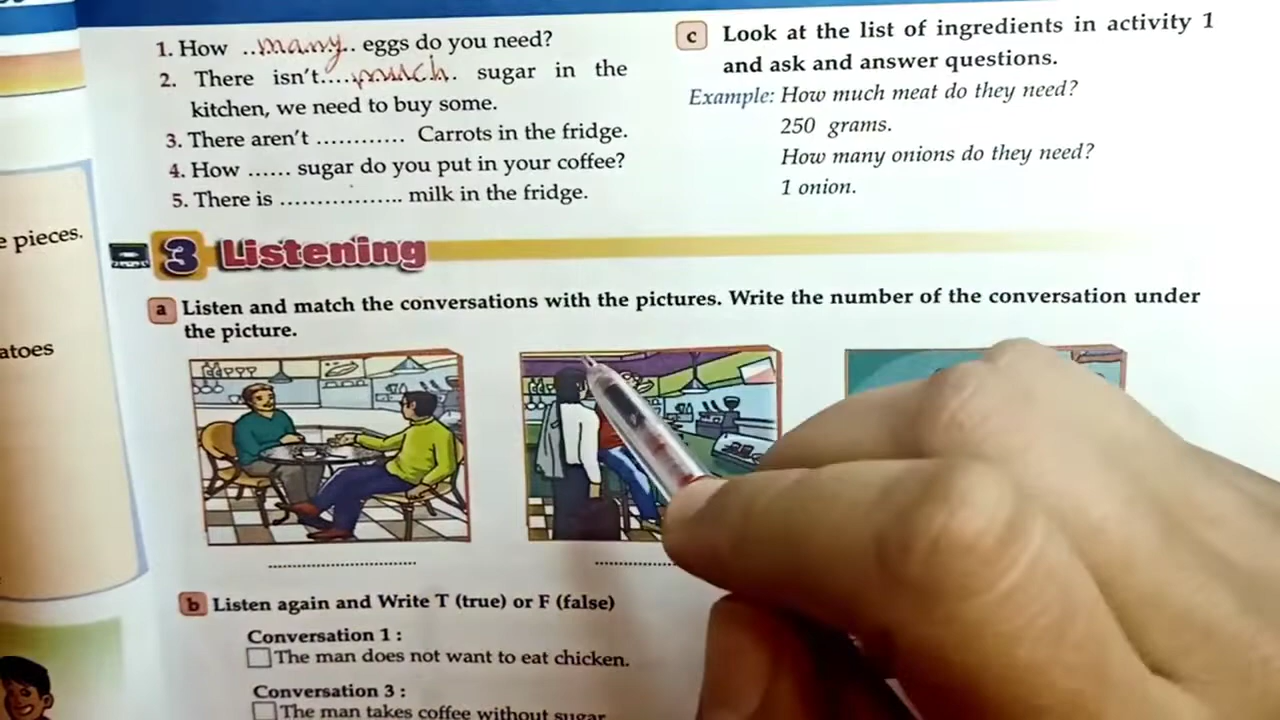 1. How ..many.. eggs do you need?
2. There isn't....much. sugar in the
kitchen, we need to buy some.
3. There aren't ............ Carrots in the fridge.
4. How ...... sugar do you put in your coffee?
5. There is ................. milk in the fridge.
c Look at the list of ingredients in activity 1
and ask and answer questions.
Example: How much meat do they need?
250 grams.
How many onions do they need?
1 onion.
pieces.
atoes
3 Listening
a Listen and match the conversations with the pictures. Write the number of the conversation under
the picture.
b Listen again and Write T (true) or F (false)
Conversation 1 :
The man does not want to eat chicken.
Conversation 3 :
The man takes coffee without sugar